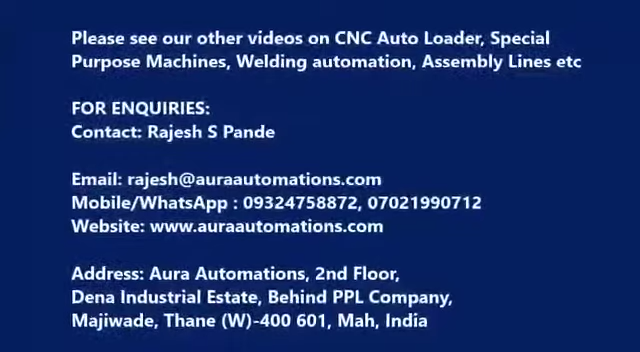 Please see our other videos on CNC Auto Loader, Special
Purpose Machines, Welding automation, Assembly Lines etc
FOR ENQUIRIES:
Contact: Rajesh S Pande
Email: rajesh@auraautomations.com
Mobile/WhatsApp : 09324758872, 07021990712
Website: www.auraautomations.com
Address: Aura Automations, 2nd Floor,
Dena Industrial Estate, Behind PPL Company,
Majiwade, Thane (W)-400 601, Mah, India